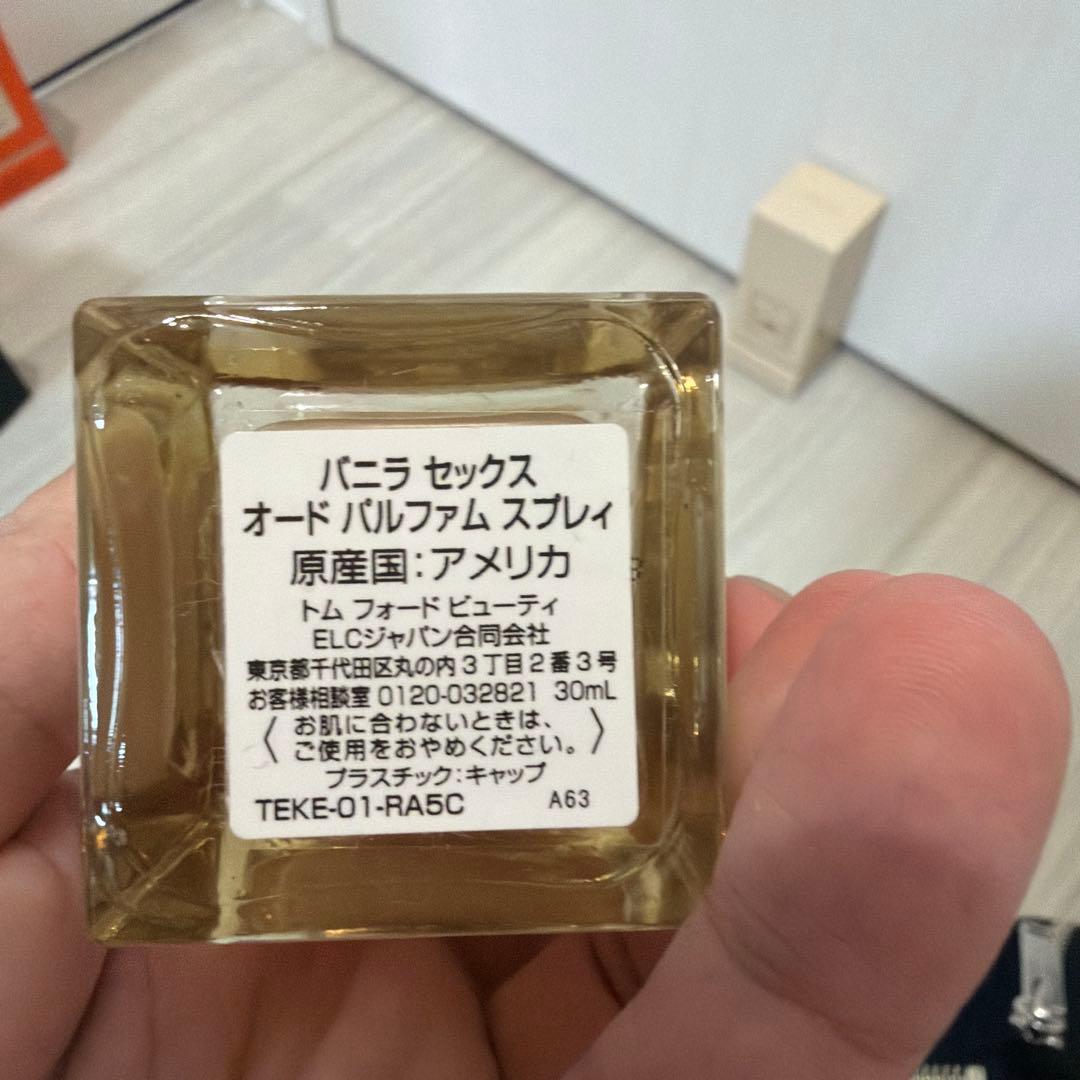 バニラ セックス
オード パルファム スプレィ
原産国:アメリカ
トム フォード ビューティ
ELCジャパン合同会社
東京都千代田区丸の内3丁目2番3号
お客様相談室 0120-032821 30mL
〈お肌に合わないときは、
ご使用をおやめください。〉
プラスチック:キャップ
TEKE-01-RA5C A63